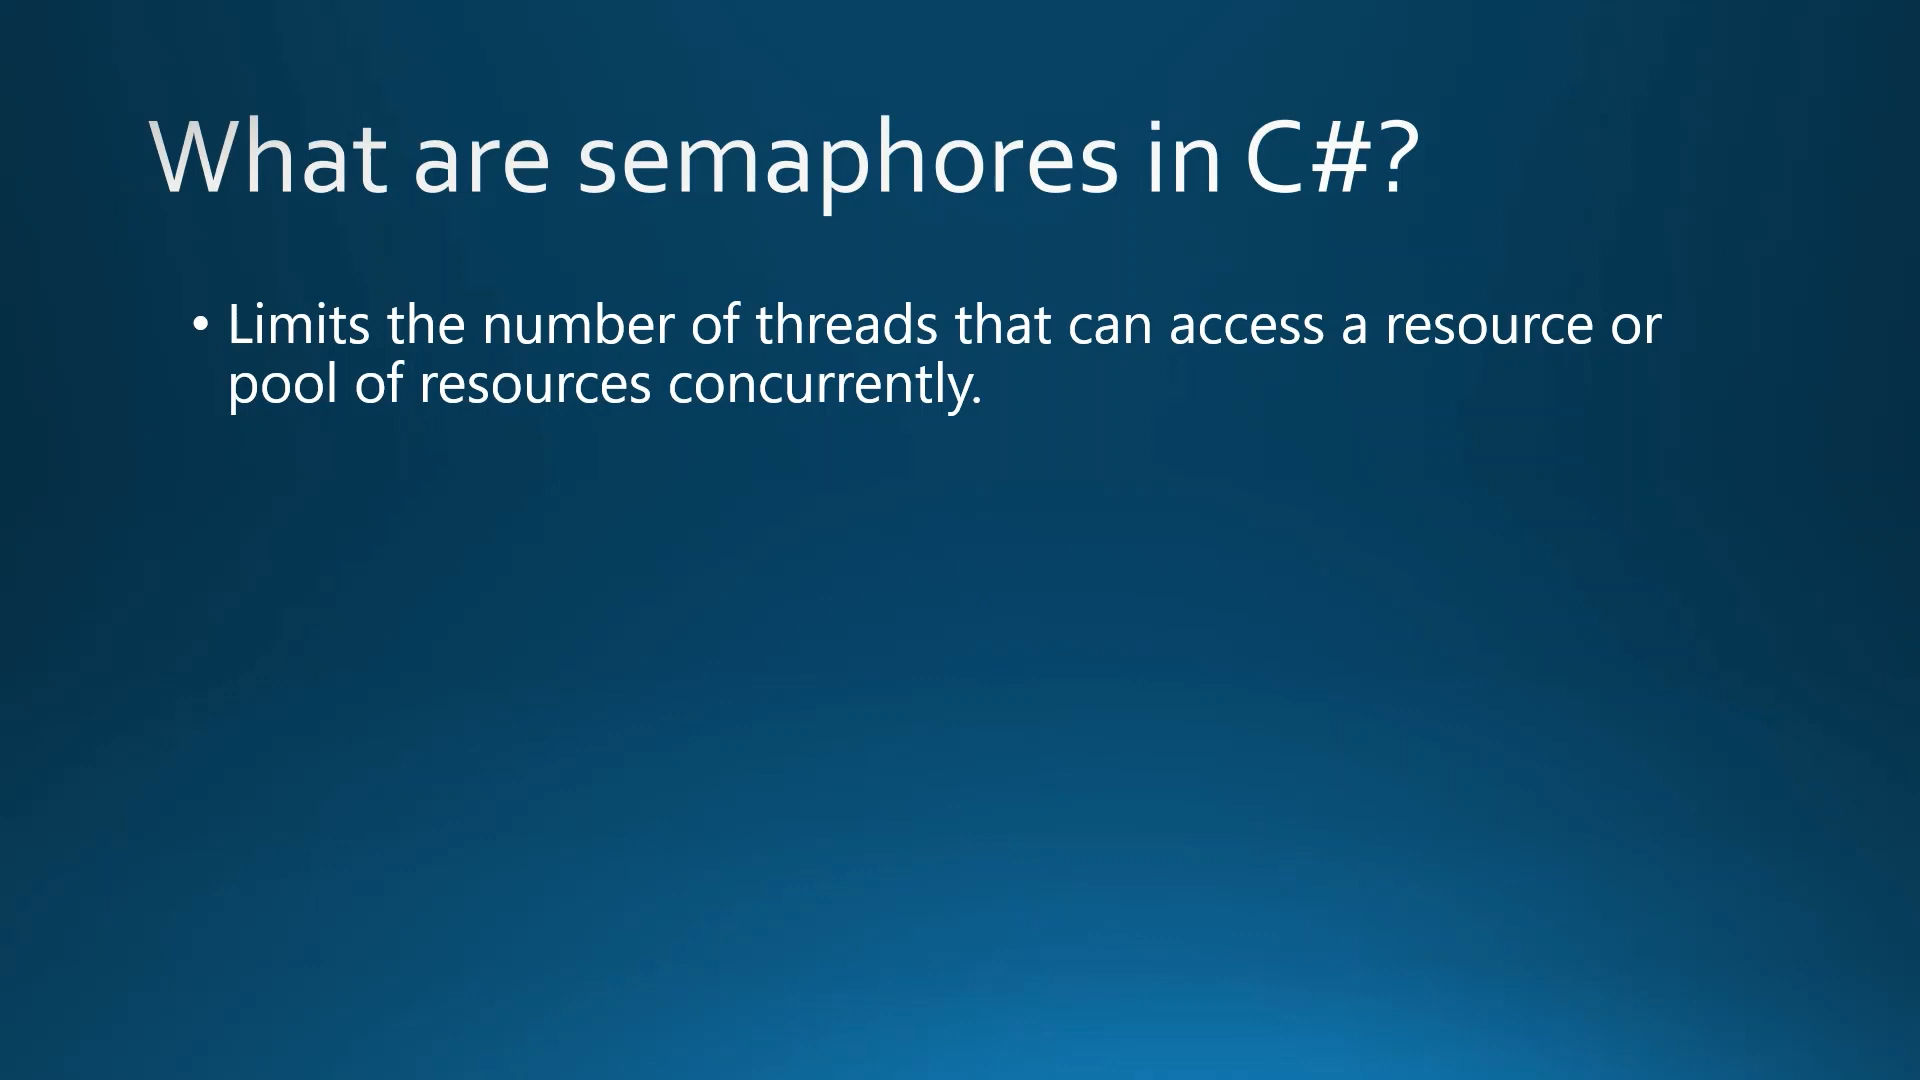 What are semaphores in C#?
• Limits the number of threads that can access a resource or
pool of resources concurrently.